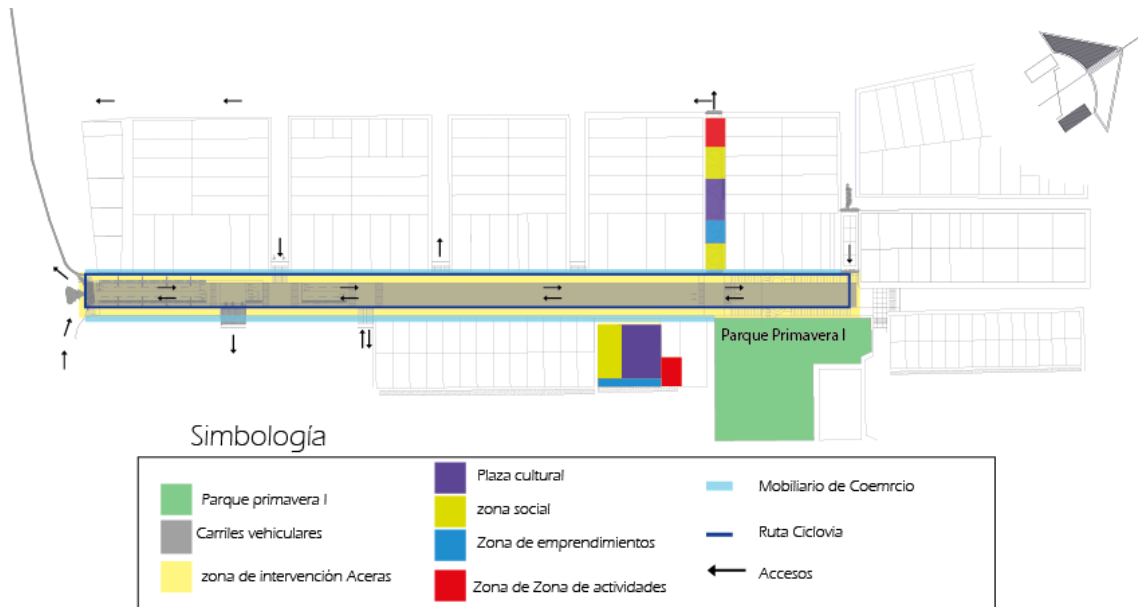 Parque Primavera I
Simbología
Parque primavera I
Carriles vehiculares
zona de intervención Aceras
Plaza cultural
zona social
Zona de emprendimientos
Zona de Zona de actividades
Mobiliario de Coemrcio
Ruta Ciclovia
Accesos